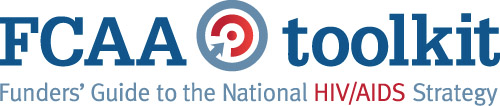 FCAA toolkit
Funders' Guide to the National HIV/AIDS Strategy